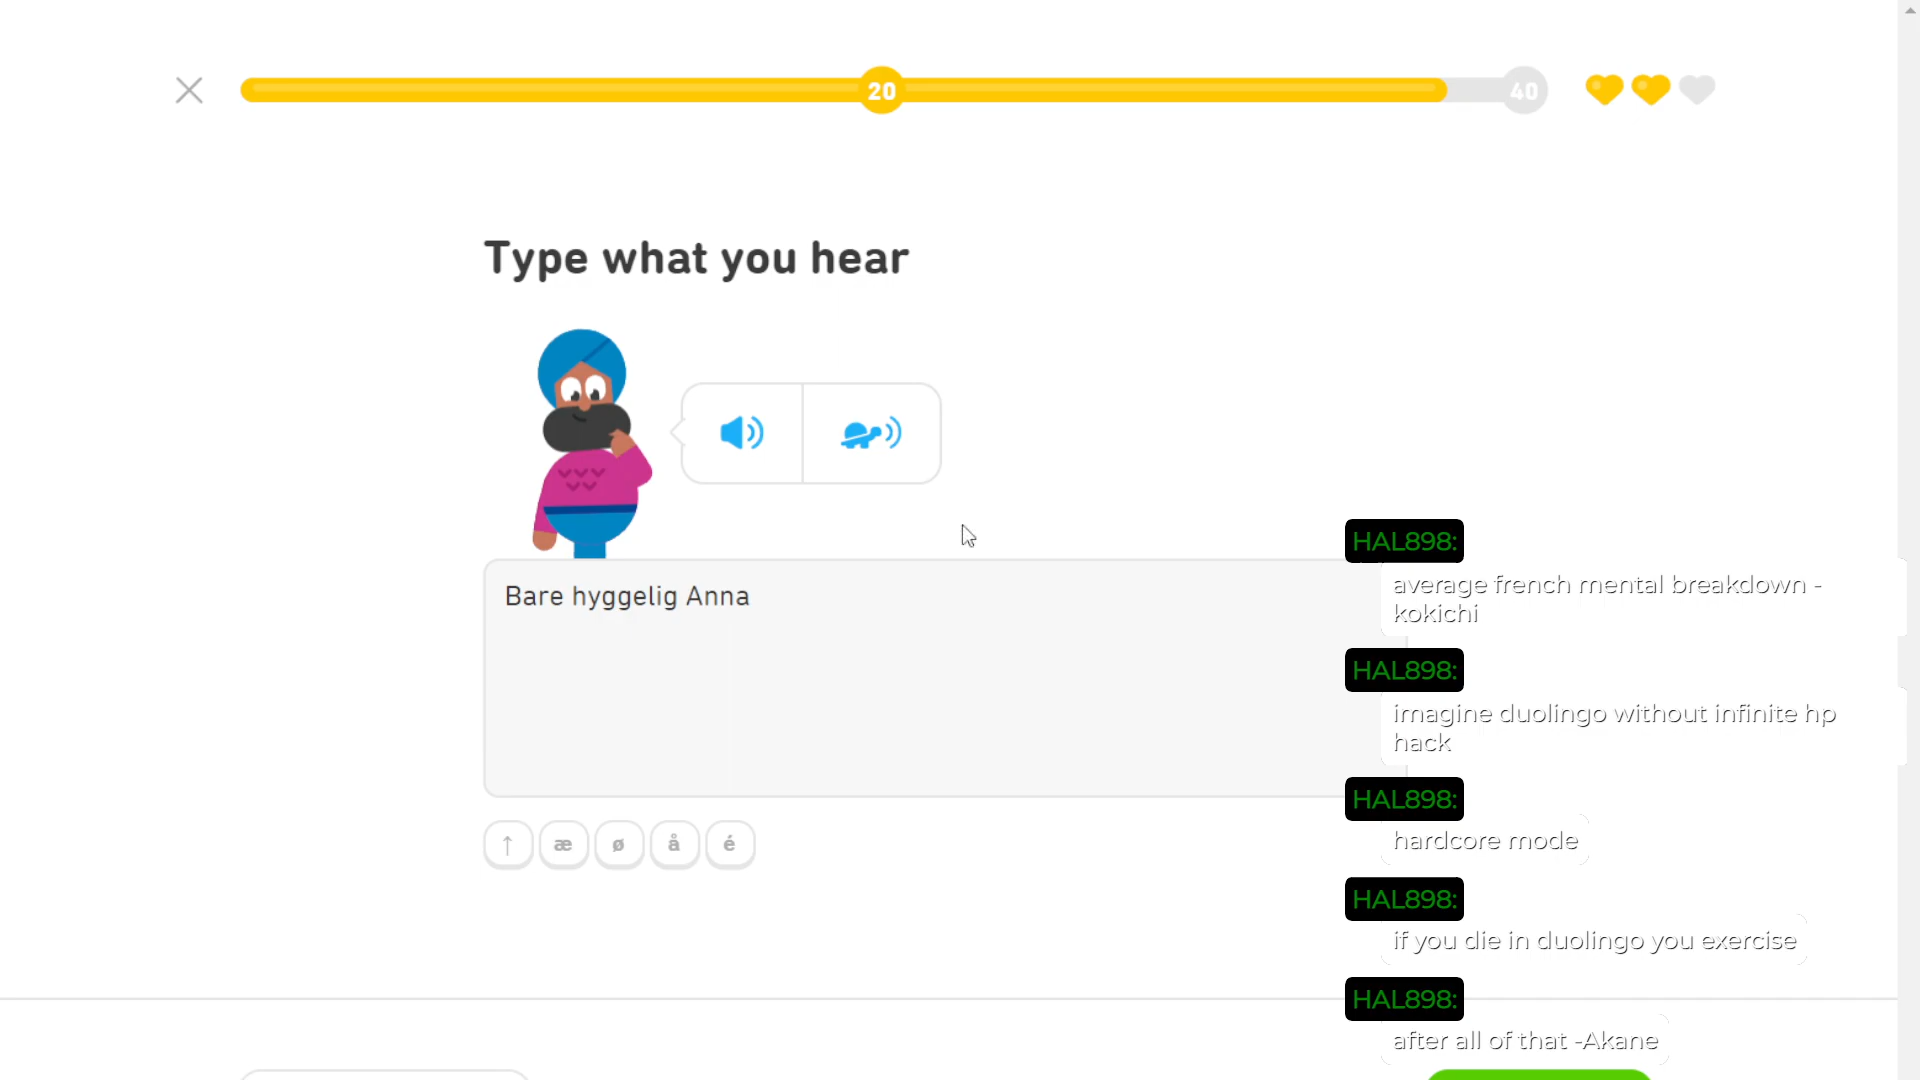 20
40
Type what you hear
Bare hyggelig Anna
↑ æ ø å é
HAL898:
average french mental breakdown -
kokichi
HAL898:
imagine duolingo without infinite hp
hack
HAL898:
hardcore mode
HAL898:
if you die in duolingo you exercise
HAL898:
after all of that -Akane